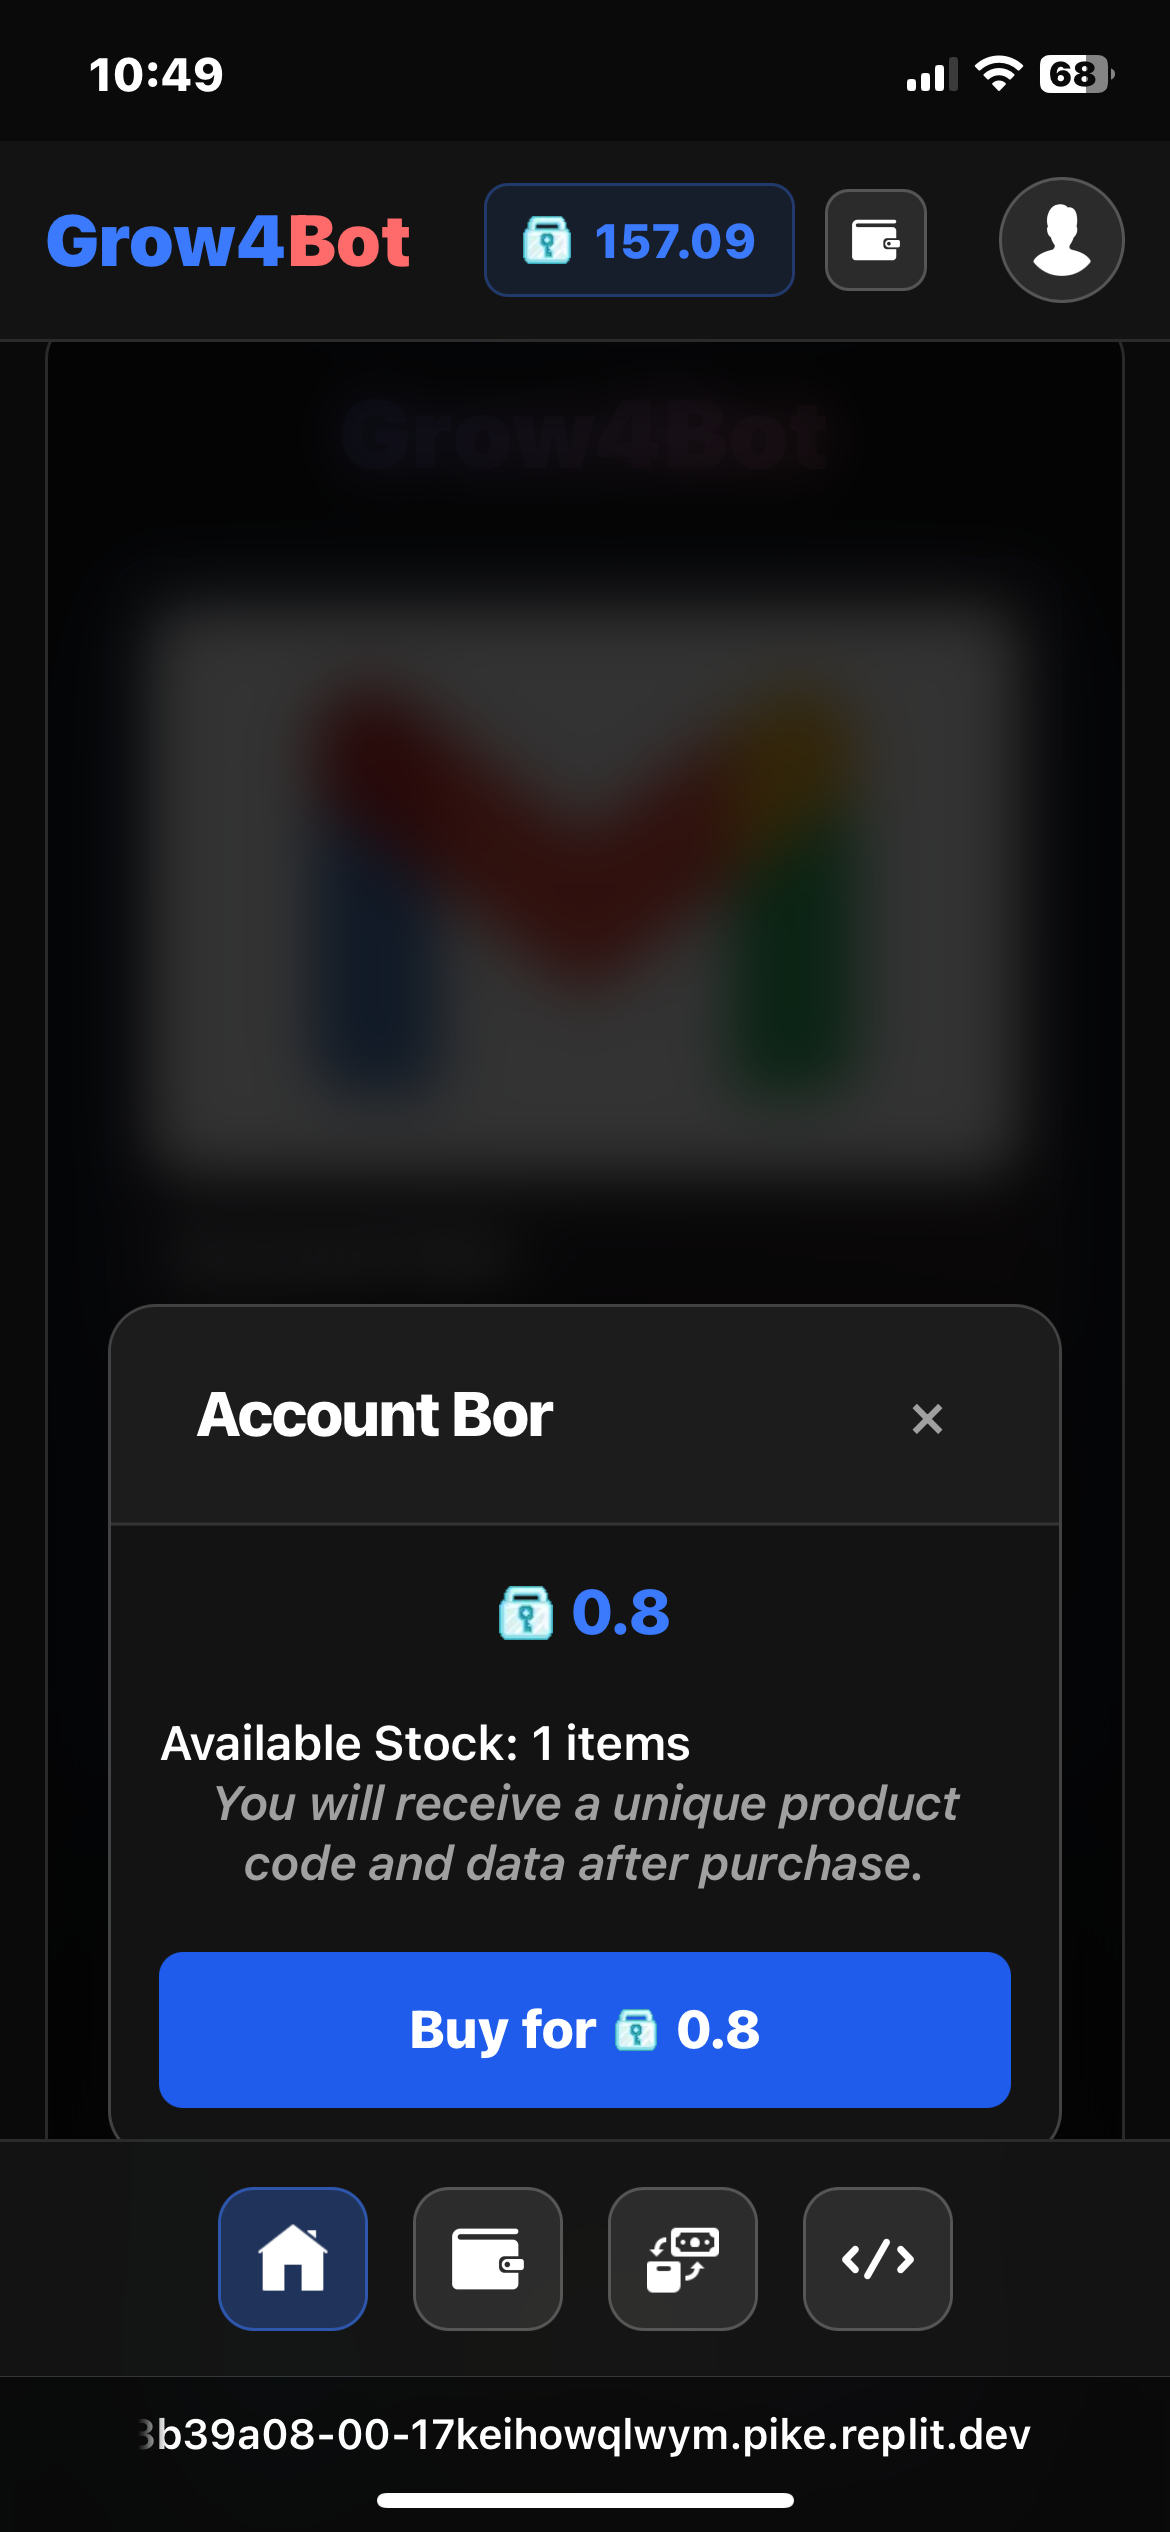 10:49
68
Grow4Bot
157.09
Grow4Bot
Account Bor
×
0.8
Available Stock: 1 items
You will receive a unique product
code and data after purchase.
Buy for 0.8
b39a08-00-17keihowqlwym.pike.replit.dev